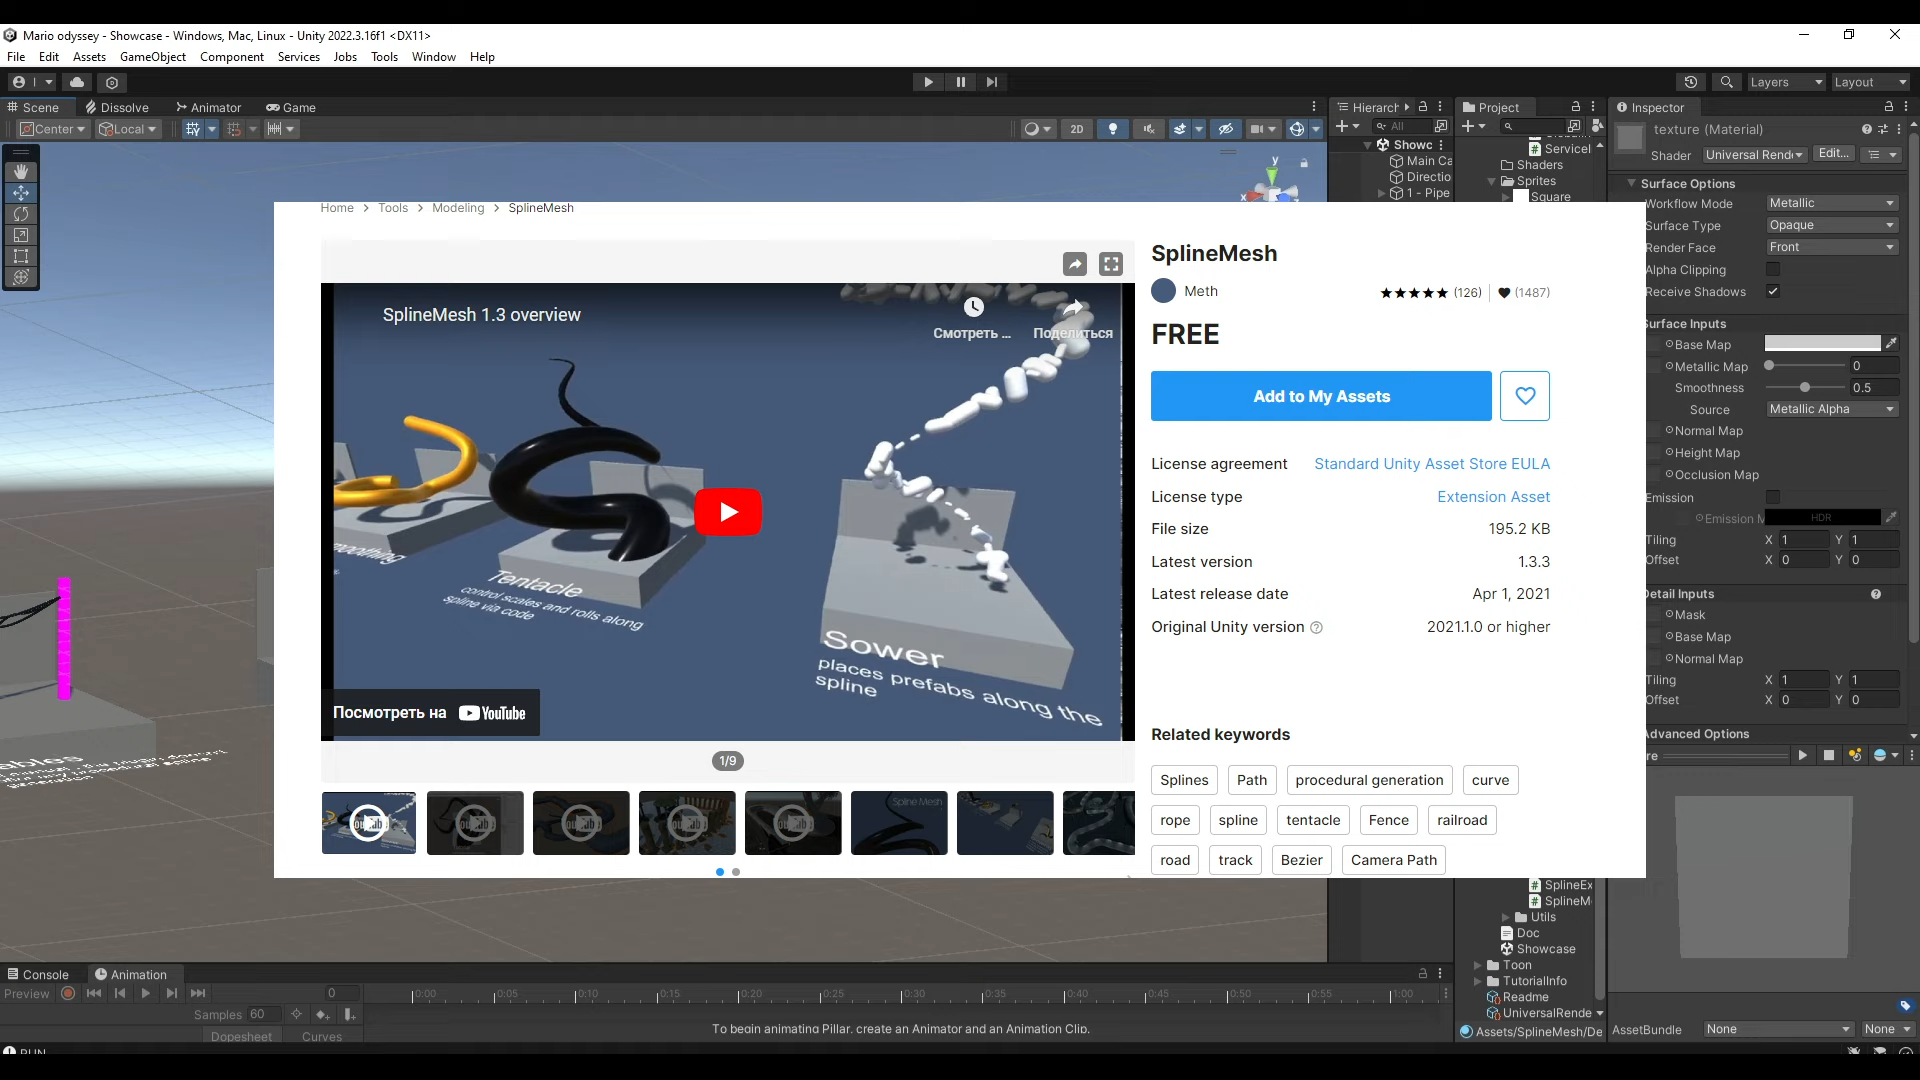 Mario odyssey - Showcase - Windows, Mac, Linux - Unity 2022.3.16f1 <DX11>
File Edit Assets GameObject Component Services Jobs Tools Window Help
Layers Layout
Scene Dissolve Animator Game
Hierarch Project Inspector
Center Local 2D
All
texture (Material)
Shader Universal Rend Edit...
Showc
Main Ca
Directio
1 - Pipe
Shaders
Sprites
Square
Surface Options
Workflow Mode Metallic
Surface Type Opaque
Render Face Front
Alpha Clipping
Receive Shadows
Surface Inputs
Base Map
Metallic Map 0
Smoothness 0.5
Source Metallic Alpha
Normal Map
Height Map
Occlusion Map
Emission
Emission M HDR
Tiling X 1 Y 1
Offset X 0 Y 0
Detail Inputs
Mask
Base Map
Normal Map
Tiling X 1 Y 1
Offset X 0 Y 0
Advanced Options
Home > Tools > Modeling > SplineMesh
SplineMesh 1.3 overview
Смотреть ...
Поделиться
moothing
Tentacle
control scales and rolls along
spline via code
Sower
places prefabs along the
spline
Посмотреть на YouTube
1/9
Spline Mesh
SplineMesh
Meth
(126) (1487)
FREE
Add to My Assets
License agreement Standard Unity Asset Store EULA
License type Extension Asset
File size 195.2 KB
Latest version 1.3.3
Latest release date Apr 1, 2021
Original Unity version 2021.1.0 or higher
Related keywords
Splines Path procedural generation curve
rope spline tentacle Fence railroad
road track Bezier Camera Path
SplineEx
SplineM
Utils
Doc
Showcase
Toon
TutorialInfo
Readme
UniversalRende
Assets/SplineMesh/De
AssetBundle None None
Console Animation
Preview 0 0:00 0:05 0:10 0:15 0:20 0:25 0:30 0:35 0:40 0:45 0:50 0:55 1:00
Samples 60
To begin animating Pillar, create an Animator and an Animation Clip.
Dopesheet Curves
RUN